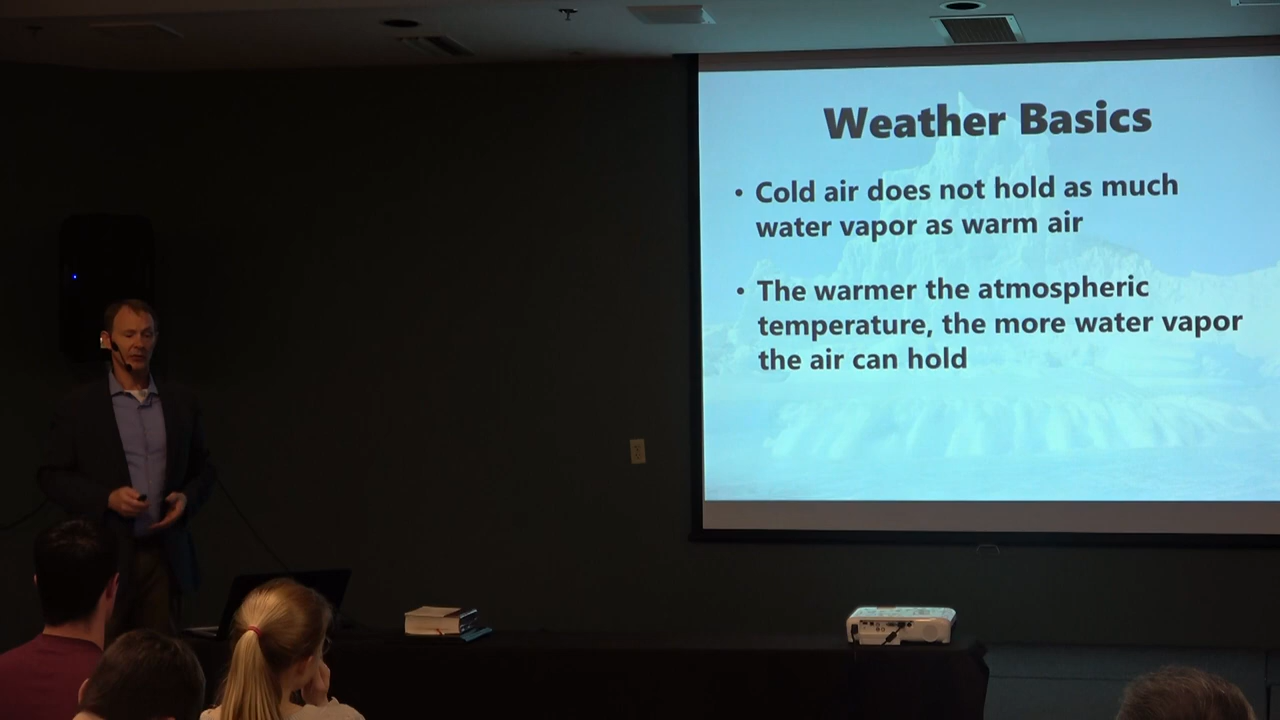 Weather Basics
• Cold air does not hold as much
water vapor as warm air
• The warmer the atmospheric
temperature, the more water vapor
the air can hold